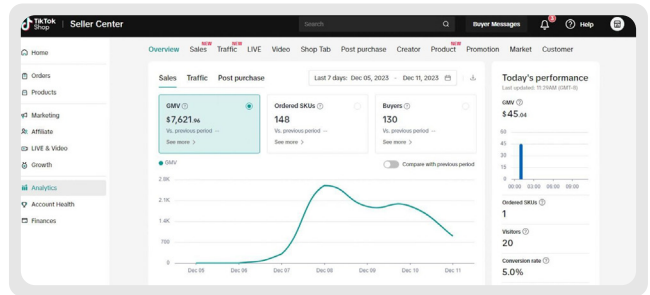 TikTok Shop | Seller Center
Search
Buyer Messages
Help
Home
Orders
Products
Marketing
Affiliate
LIVE & Video
Growth
Analytics
Account Health
Finances
Overview Sales NEW Traffic NEW LIVE Video Shop Tab Post purchase Creator Product NEW Promotion Market Customer
Sales Traffic Post purchase
Last 7 days: Dec 05, 2023 - Dec 11, 2023
GMV
$7,621.96
Vs. previous period —
See more >
Ordered SKUs
148
Vs. previous period —
See more >
Buyers
130
Vs. previous period —
See more >
GMV
Compare with previous period
2.8K
2.1K
1.4K
700
0
Dec 05 Dec 06 Dec 07 Dec 08 Dec 09 Dec 10 Dec 11
Today's performance
Last updated: 11:29AM (GMT-8)
GMV
$45.04
60
45
30
15
0
00:00 03:00 06:00 09:00
Ordered SKUs
1
Visitors
20
Conversion rate
5.0%